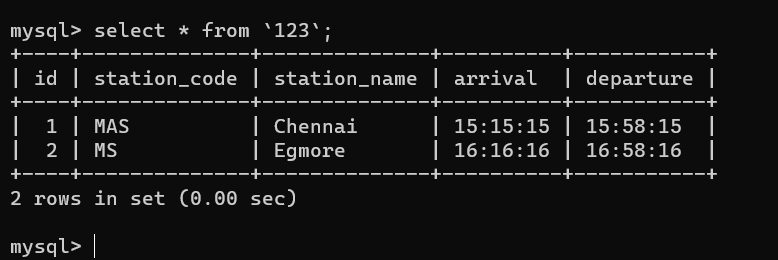 mysql> select * from `123`;
+----+--------------+--------------+----------+-----------+
| id | station_code | station_name | arrival  | departure |
+----+--------------+--------------+----------+-----------+
|  1 | MAS          | Chennai      | 15:15:15 | 15:58:15  |
|  2 | MS           | Egmore       | 16:16:16 | 16:58:16  |
+----+--------------+--------------+----------+-----------+
2 rows in set (0.00 sec)
mysql>